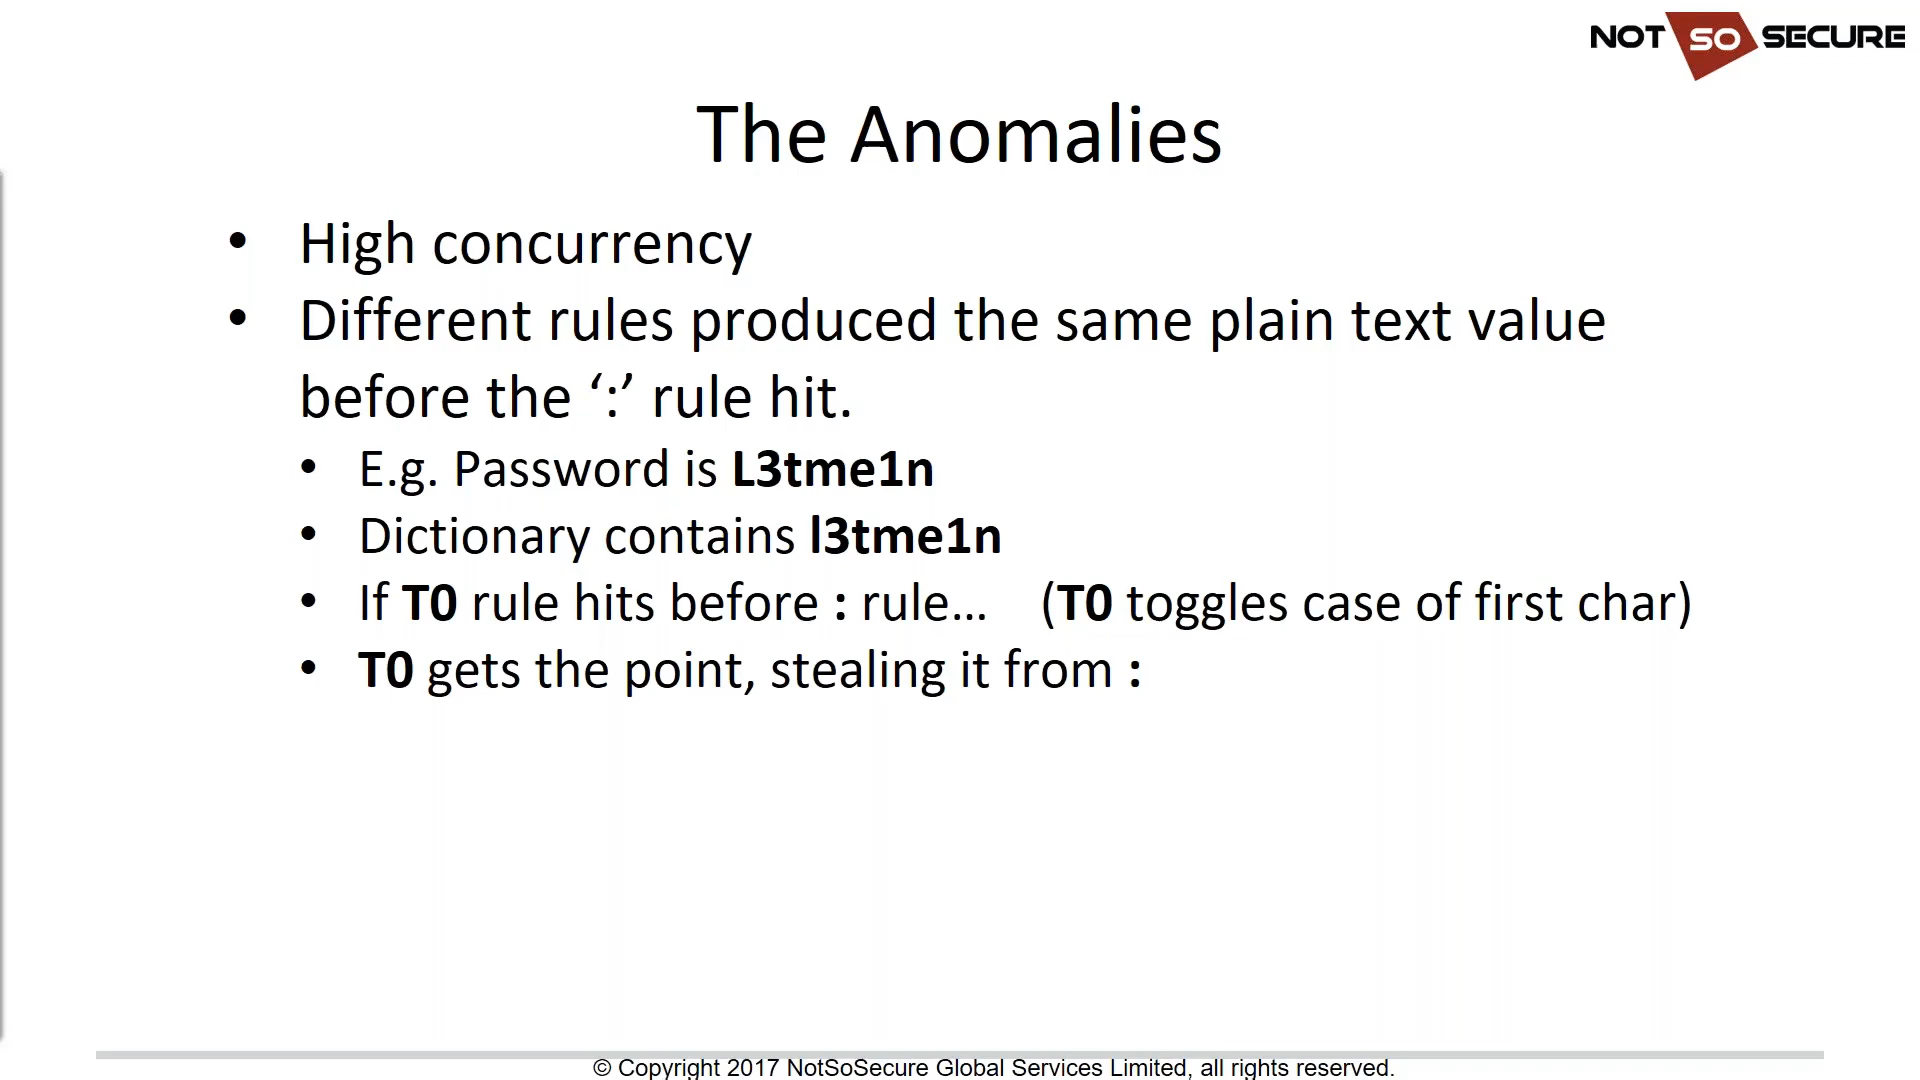 NOT SO SECURE
The Anomalies
• High concurrency
• Different rules produced the same plain text value
before the ‘:’ rule hit.
• E.g. Password is L3tme1n
• Dictionary contains l3tme1n
• If T0 rule hits before : rule... (T0 toggles case of first char)
• T0 gets the point, stealing it from :
© Copyright 2017 NotSoSecure Global Services Limited, all rights reserved.